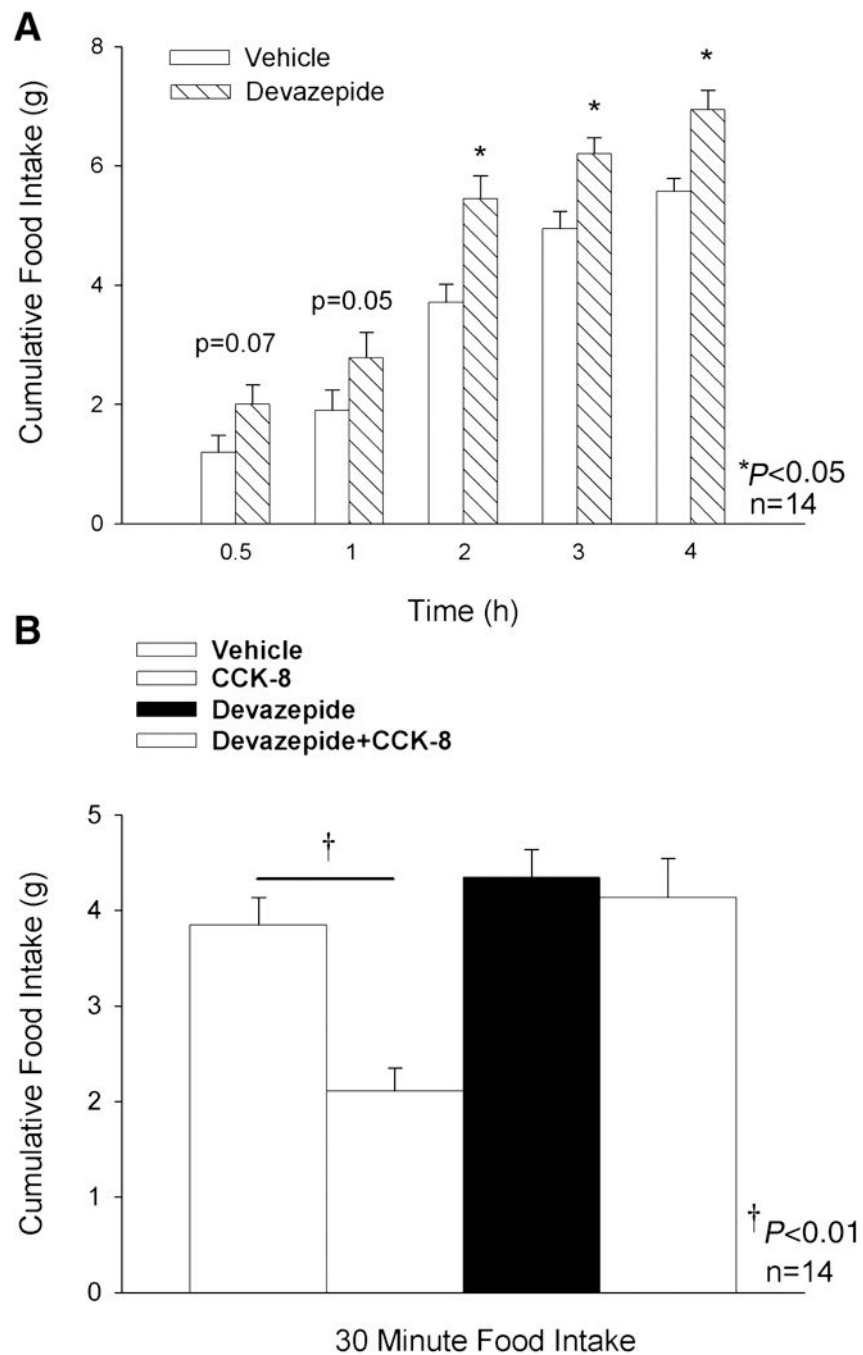 A
Vehicle
Devazepide
Cumulative Food Intake (g)
8
6
4
2
0
p=0.07
p=0.05
*
*
*
*P<0.05
n=14
0.5 1 2 3 4
Time (h)
B
Vehicle
CCK-8
Devazepide
Devazepide+CCK-8
Cumulative Food Intake (g)
5
4
3
2
1
0
†
†P<0.01
n=14
30 Minute Food Intake